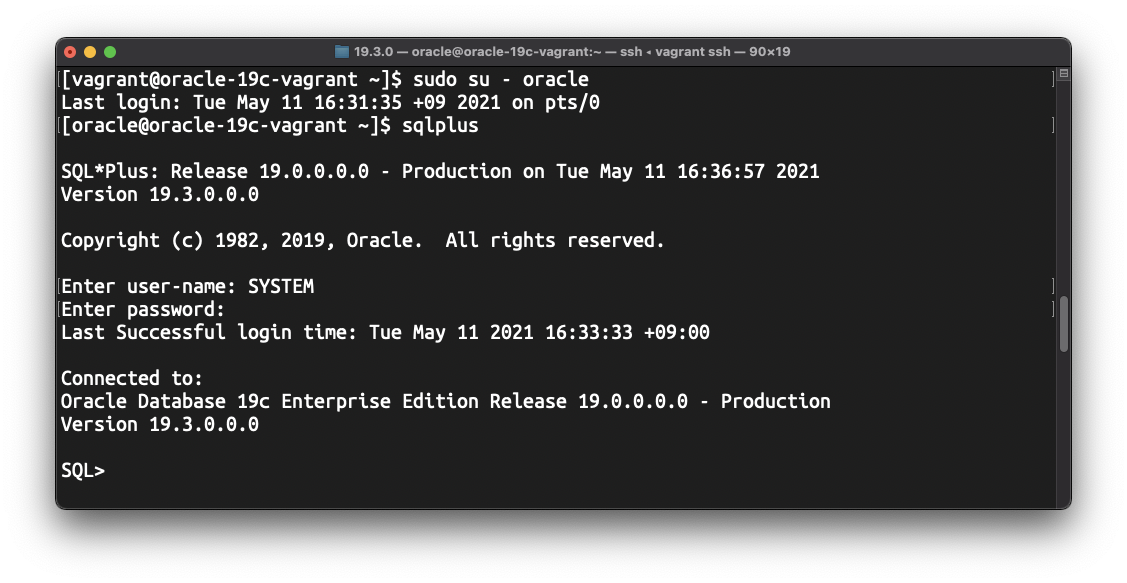 19.3.0 — oracle@oracle-19c-vagrant:~ — ssh ◂ vagrant ssh — 90×19
[vagrant@oracle-19c-vagrant ~]$ sudo su - oracle
Last login: Tue May 11 16:31:35 +09 2021 on pts/0
[oracle@oracle-19c-vagrant ~]$ sqlplus
SQL*Plus: Release 19.0.0.0.0 - Production on Tue May 11 16:36:57 2021
Version 19.3.0.0.0
Copyright (c) 1982, 2019, Oracle.  All rights reserved.
Enter user-name: SYSTEM
Enter password:
Last Successful login time: Tue May 11 2021 16:33:33 +09:00
Connected to:
Oracle Database 19c Enterprise Edition Release 19.0.0.0.0 - Production
Version 19.3.0.0.0
SQL>